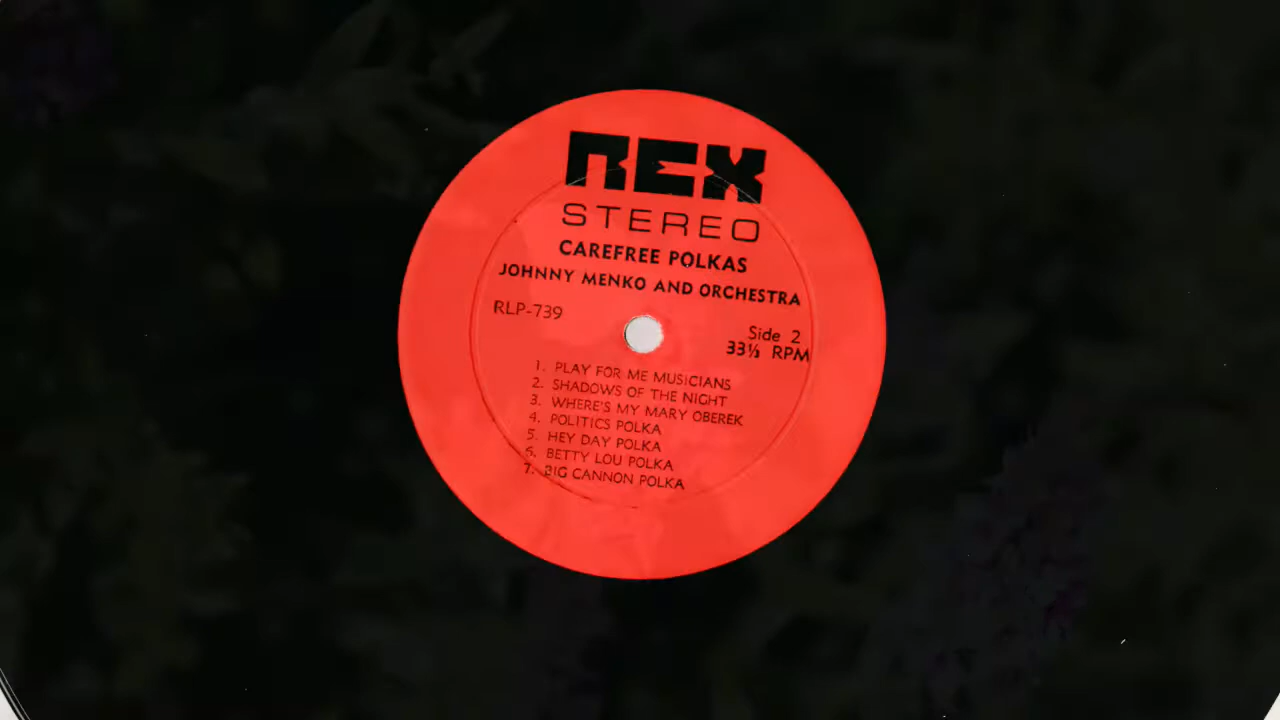 REX
STEREO
CAREFREE POLKAS
JOHNNY MENKO AND ORCHESTRA
RLP-739
Side 2
33⅓ RPM
1. PLAY FOR ME MUSICIANS
2. SHADOWS OF THE NIGHT
3. WHERE'S MY MARY OBEREK
4. POLITICS POLKA
5. HEY DAY POLKA
6. BETTY LOU POLKA
7. BIG CANNON POLKA